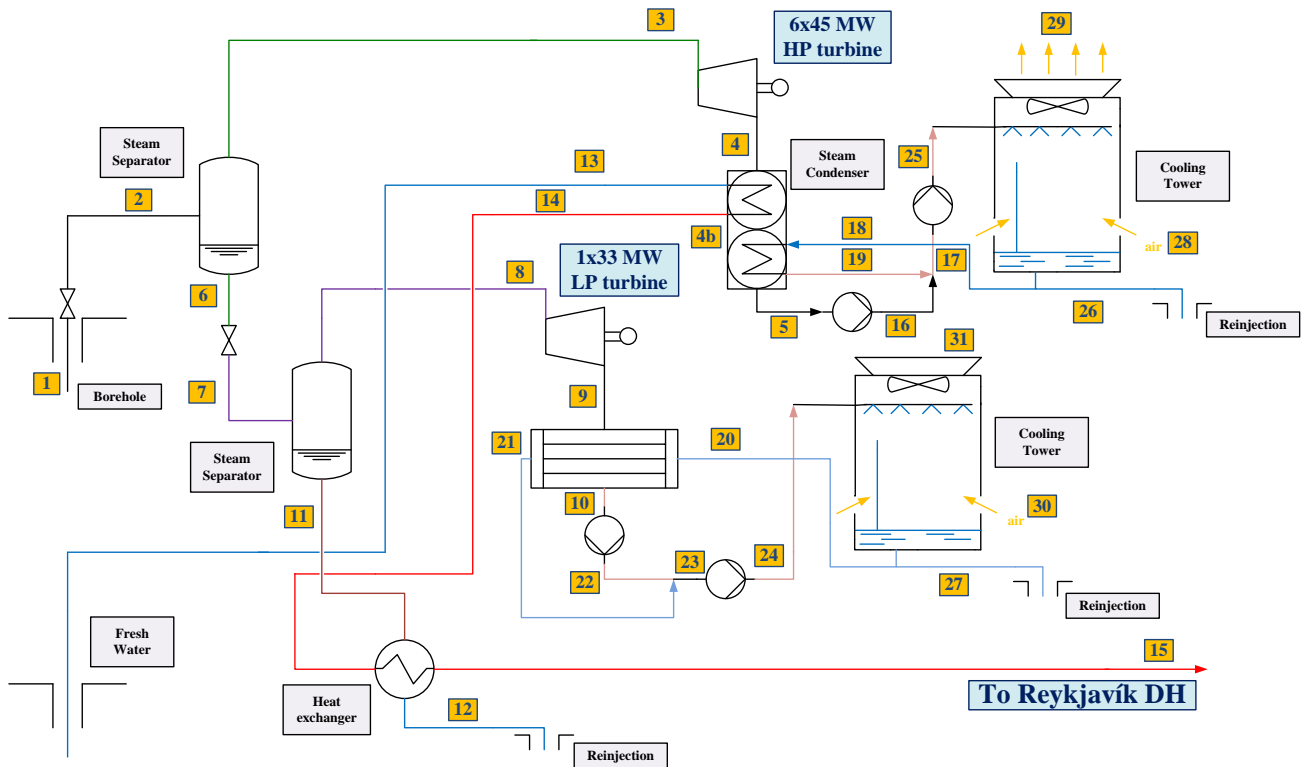 3
6x45 MW
HP turbine
29
Steam
Separator
2
4
13
14
Steam
Condenser
25
Cooling
Tower
4b
18
19
17
air
28
6
8
1x33 MW
LP turbine
5
16
26
Reinjection
1
Borehole
7
9
31
Steam
Separator
21
20
Cooling
Tower
11
10
air
30
22
23
24
27
Reinjection
Fresh
Water
15
To Reykjavík DH
Heat
exchanger
12
Reinjection